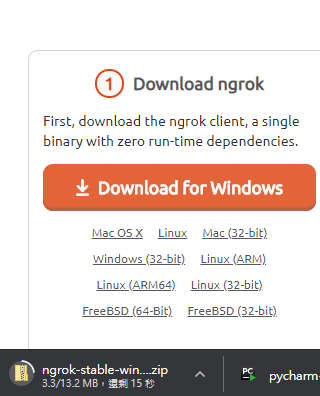 1 Download ngrok
First, download the ngrok client, a single
binary with zero run-time dependencies.
Download for Windows
Mac OS X Linux Mac (32-bit)
Windows (32-bit) Linux (ARM)
Linux (ARM64) Linux (32-bit)
FreeBSD (64-Bit) FreeBSD (32-bit)
ngrok-stable-win....zip
3.3/13.2 MB，還剩 15 秒
PC
pycharm-